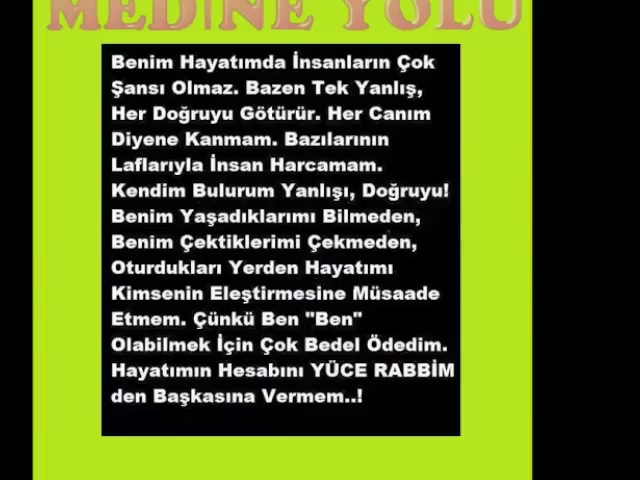 MEDİNE YOLU
Benim Hayatımda İnsanların Çok
Şansı Olmaz. Bazen Tek Yanlış,
Her Doğruyu Götürür. Her Canım
Diyene Kanmam. Bazılarının
Laflarıyla İnsan Harcamam.
Kendim Bulurum Yanlışı, Doğruyu!
Benim Yaşadıklarımı Bilmeden,
Benim Çektiklerimi Çekmeden,
Oturdukları Yerden Hayatımı
Kimsenin Eleştirmesine Müsaade
Etmem. Çünkü Ben "Ben"
Olabilmek İçin Çok Bedel Ödedim.
Hayatımın Hesabını YÜCE RABBİM
den Başkasına Vermem..!